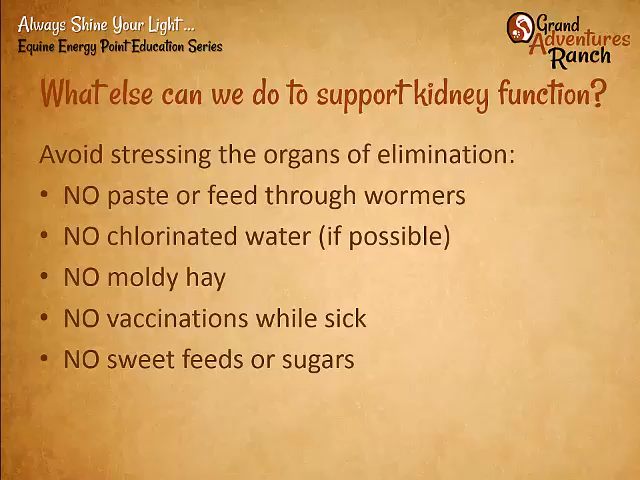 Always Shine Your Light...
Equine Energy Point Education Series
Grand
Adventures
Ranch
What else can we do to support kidney function?
Avoid stressing the organs of elimination:
• NO paste or feed through wormers
• NO chlorinated water (if possible)
• NO moldy hay
• NO vaccinations while sick
• NO sweet feeds or sugars